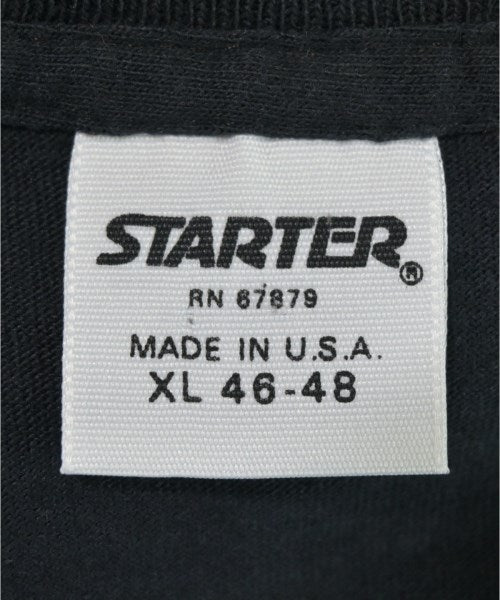 STARTER®
RN 67879
MADE IN U.S.A.
XL 46-48